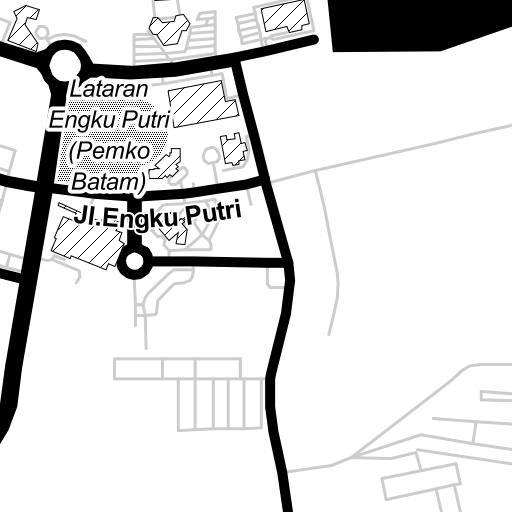 Lataran
Engku Putri
(Pemko
Batam)
Jl.Engku Putri